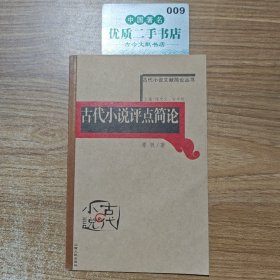 009
中国著名
优质二手书店
古今文献书店
古代小说文献简论丛书
古代小说评点简论
著
古代
小说